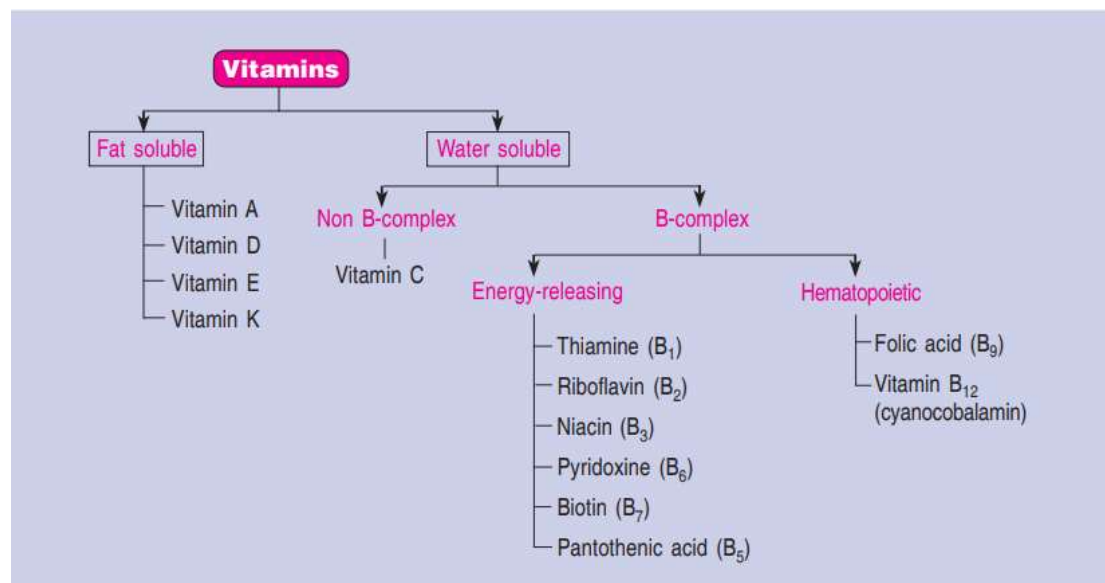 Vitamins
Fat soluble
Water soluble
Vitamin A
Vitamin D
Vitamin E
Vitamin K
Non B-complex
Vitamin C
B-complex
Energy-releasing
Thiamine (B₁)
Riboflavin (B₂)
Niacin (B₃)
Pyridoxine (B₆)
Biotin (B₇)
Pantothenic acid (B₅)
Hematopoietic
Folic acid (B₉)
Vitamin B₁₂
(cyanocobalamin)